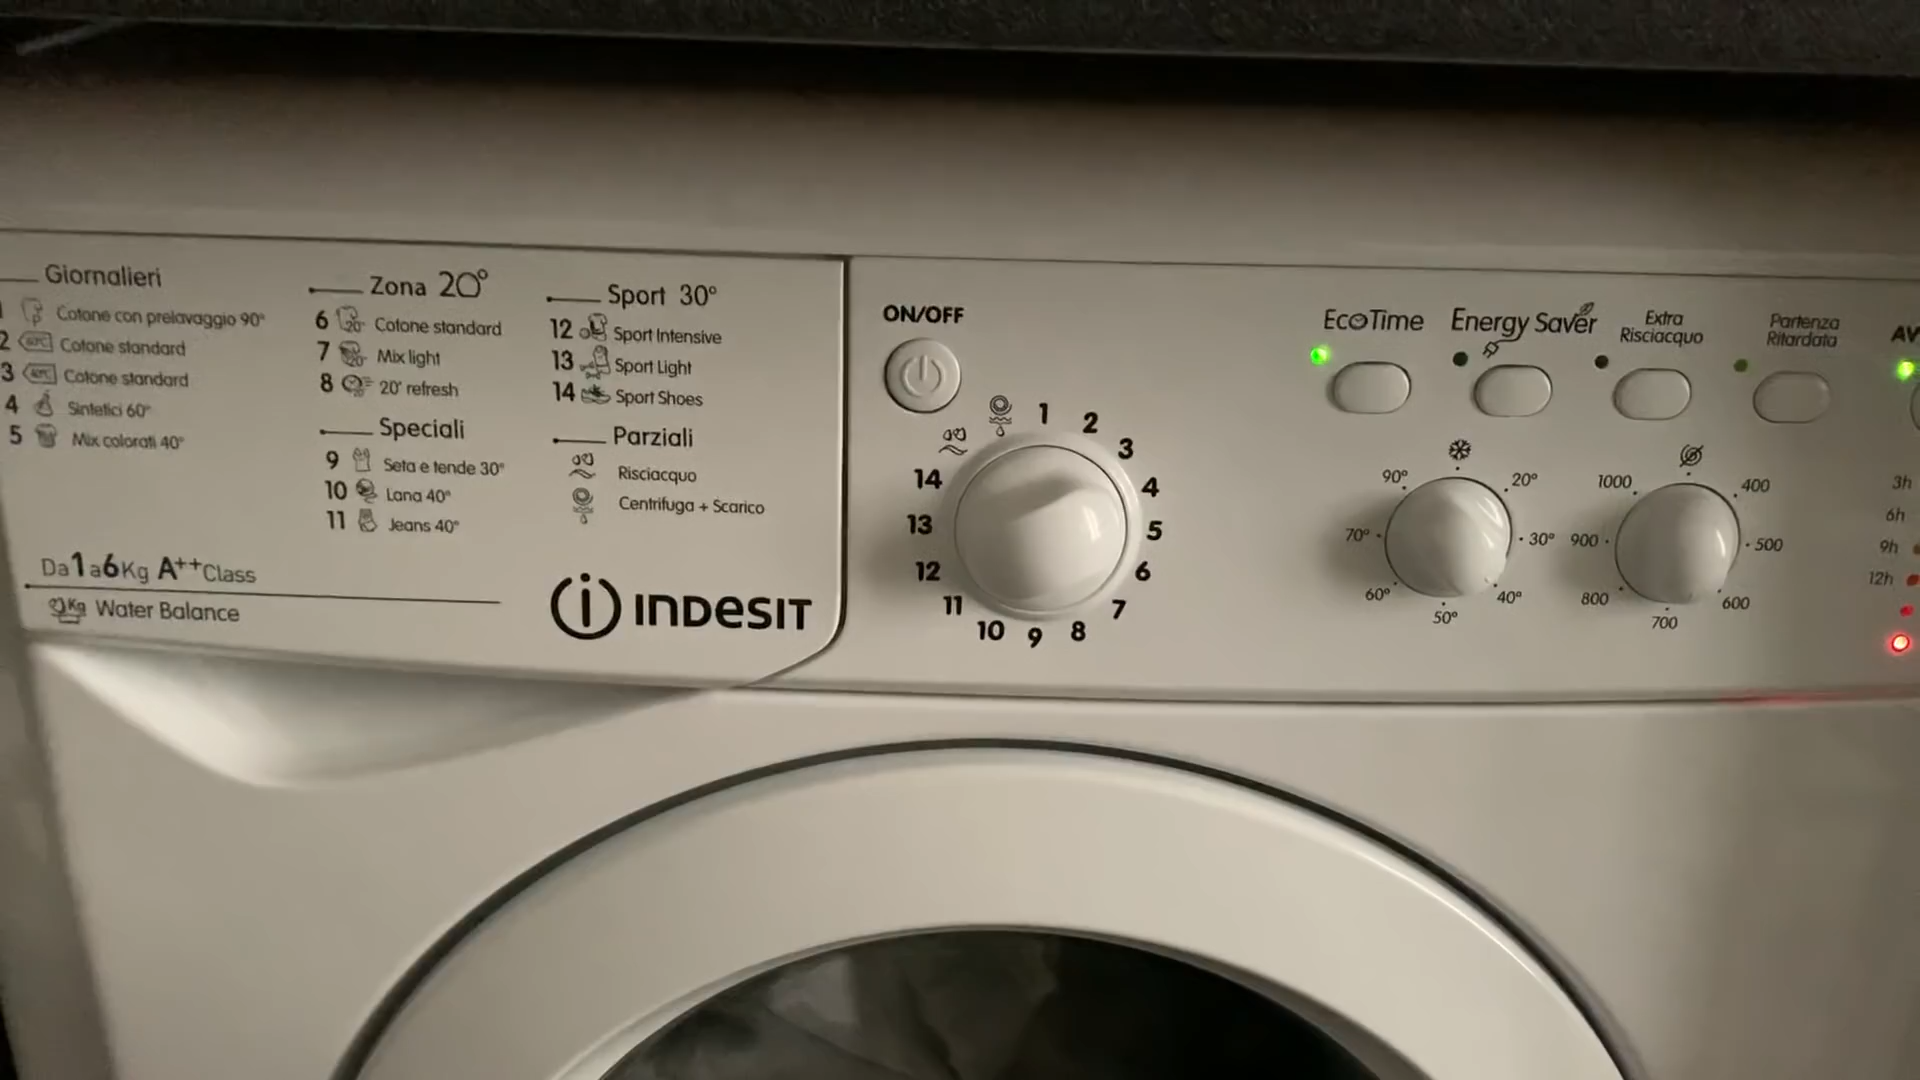 Giornalieri
1 Cotone con prelavaggio 90°
2 Cotone standard
3 Cotone standard
4 Sintetici 60°
5 Mix colorati 40°
Zona 20°
6 20° Cotone standard
7 20° Mix light
8 20' refresh
Speciali
9 Seta e tende 30°
10 Lana 40°
11 Jeans 40°
Sport 30°
12 Sport Intensive
13 Sport Light
14 Sport Shoes
Parziali
Risciacquo
Centrifuga + Scarico
Da 1 a 6 Kg A++ Class
Kg Water Balance
INDESIT
ON/OFF
1
2
3
4
5
6
7
8
9
10
11
12
13
14
EcoTime
Energy Saver
Extra
Risciacquo
Partenza
Ritardata
AV
20°
30°
40°
50°
60°
70°
90°
400
500
600
700
800
900
1000
3h
6h
9h
12h